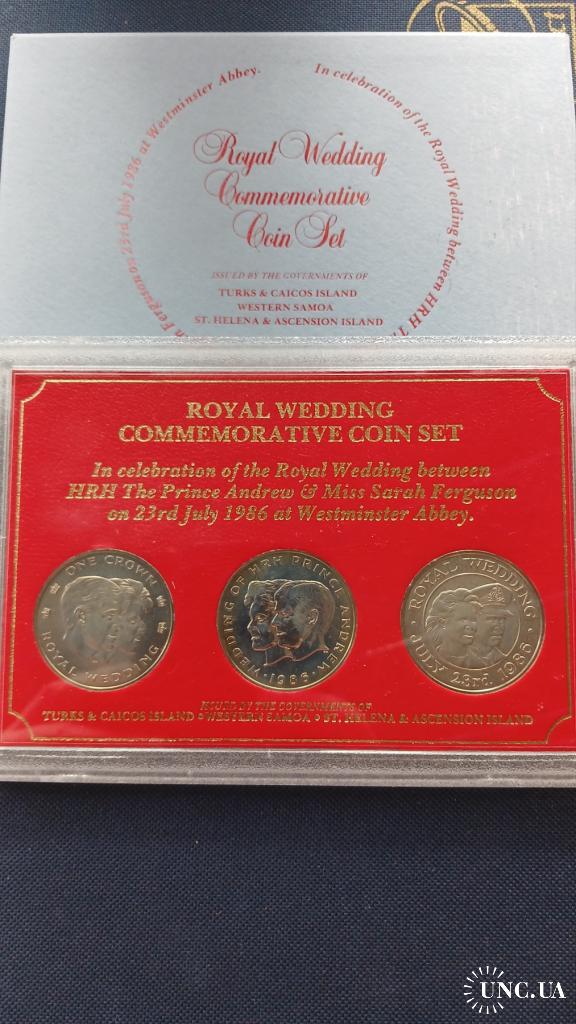 In celebration of the Royal Wedding between HRH
Ferguson on 23rd July 1986 at Westminster Abbey.
Royal Wedding
Commemorative
Coin Set
ISSUED BY THE GOVERNMENTS OF
TURKS & CAICOS ISLAND
WESTERN SAMOA
ST. HELENA & ASCENSION ISLAND
ROYAL WEDDING
COMMEMORATIVE COIN SET
In celebration of the Royal Wedding between
HRH The Prince Andrew & Miss Sarah Ferguson
on 23rd July 1986 at Westminster Abbey.
ONE CROWN
ROYAL WEDDING
WEDDING OF HRH PRINCE ANDREW
·1986·
ROYAL WEDDING
· JULY 23rd. 1986 ·
ISSUED BY THE GOVERNMENTS OF
TURKS & CAICOS ISLAND • WESTERN SAMOA • ST. HELENA & ASCENSION ISLAND
UNC.UA